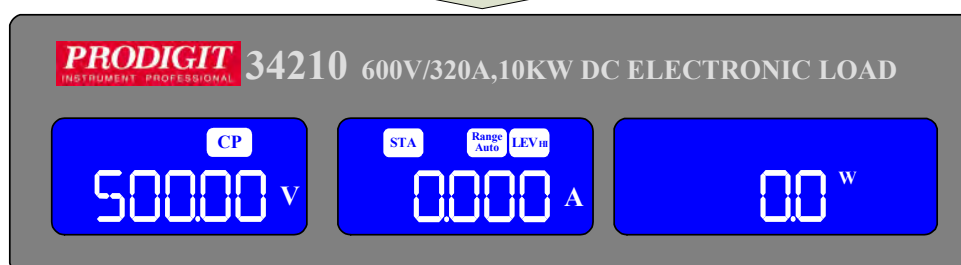 PRODIGIT 34210 600V/320A,10KW DC ELECTRONIC LOAD
INSTRUMENT PROFESSIONAL
CP
500.00 V
STA Range Auto LEV HI
0.000 A
0.0 W